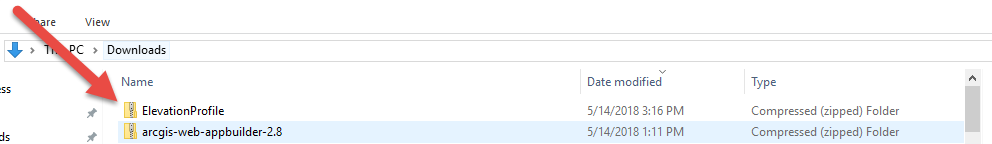 hare View
PC > Downloads
Name Date modified Type
ess
ElevationProfile 5/14/2018 3:16 PM Compressed (zipped) Folder
ds arcgis-web-appbuilder-2.8 5/14/2018 1:11 PM Compressed (zipped) Folder